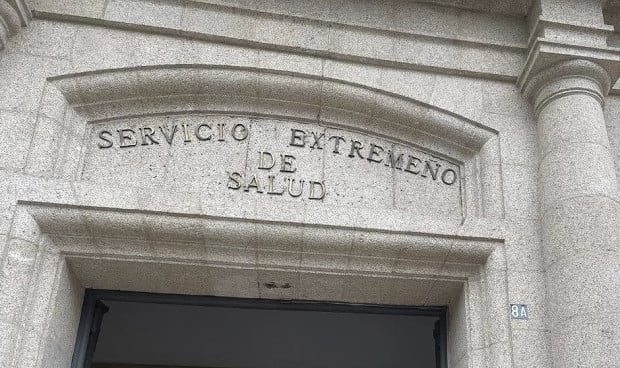 SERVICIO EXTREMEÑO
DE
SALUD
8A